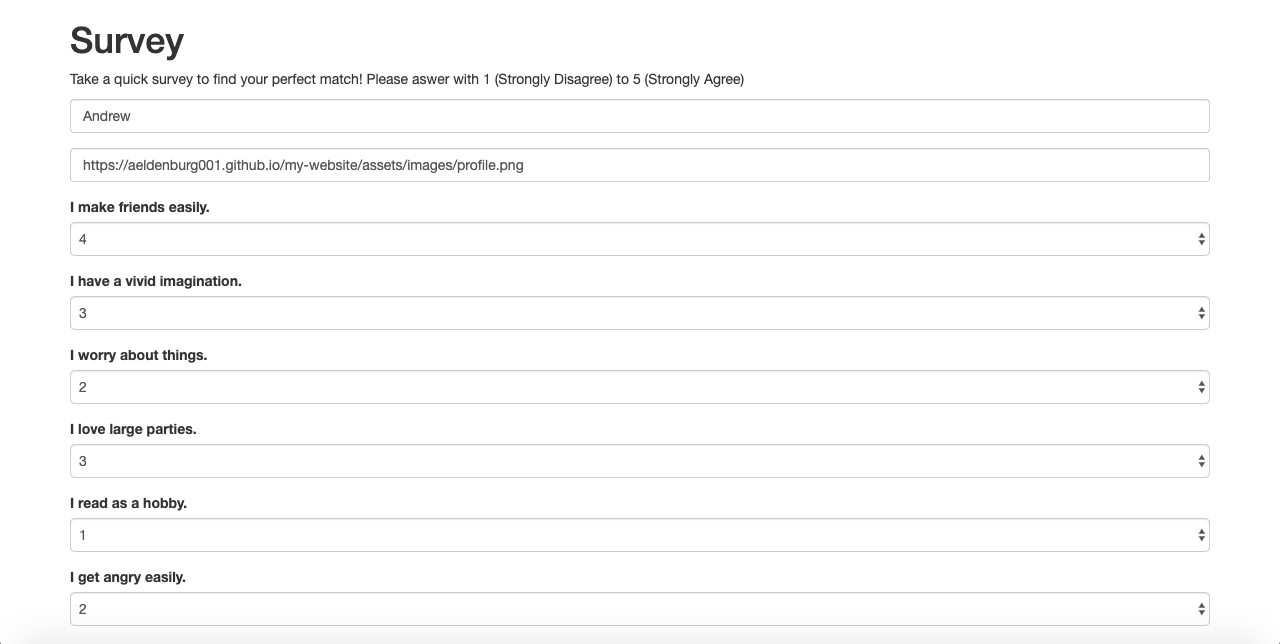 Survey
Take a quick survey to find your perfect match! Please aswer with 1 (Strongly Disagree) to 5 (Strongly Agree)
Andrew
https://aeldenburg001.github.io/my-website/assets/images/profile.png
I make friends easily.
4
I have a vivid imagination.
3
I worry about things.
2
I love large parties.
3
I read as a hobby.
1
I get angry easily.
2